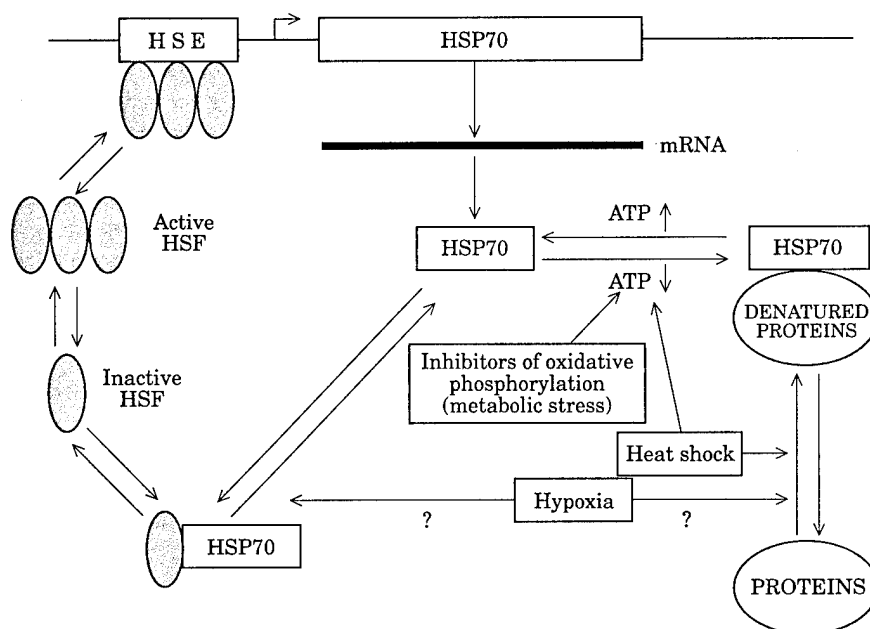 H S E
HSP70
mRNA
Active
HSF
ATP
HSP70
HSP70
ATP
DENATURED
PROTEINS
Inhibitors of oxidative
phosphorylation
(metabolic stress)
Inactive
HSF
Heat shock
Hypoxia
?
?
HSP70
PROTEINS